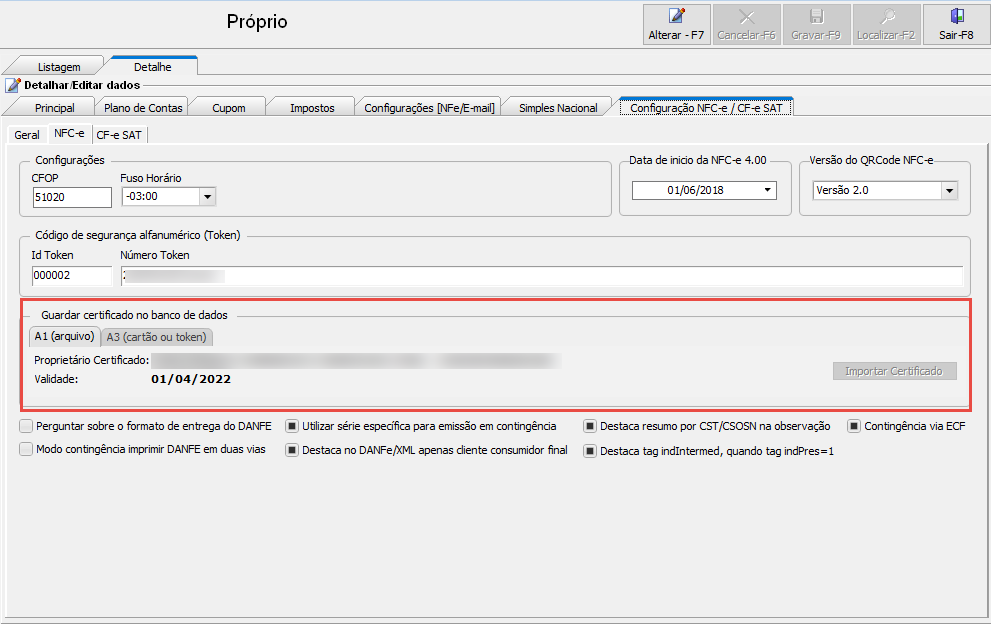 Próprio
Alterar - F7 Cancelar-F6 Gravar-F9 Localizar-F2 Sair-F8
Listagem Detalhe
Detalhar/Editar dados
Principal Plano de Contas Cupom Impostos Configurações [NFe/E-mail] Simples Nacional Configuração NFC-e / CF-e SAT
Geral NFC-e CF-e SAT
Configurações Data de inicio da NFC-e 4.00 Versão do QRCode NFC-e
CFOP Fuso Horário
51020 -03:00 01/06/2018 Versão 2.0
Código de segurança alfanumérico (Token)
Id Token Número Token
000002
Guardar certificado no banco de dados
A1 (arquivo) A3 (cartão ou token)
Proprietário Certificado:
Validade: 01/04/2022 Importar Certificado
Perguntar sobre o formato de entrega do DANFE Utilizar série específica para emissão em contingência Destaca resumo por CST/CSOSN na observação Contingência via ECF
Modo contingência imprimir DANFE em duas vias Destaca no DANFe/XML apenas cliente consumidor final Destaca tag indIntermed, quando tag indPres=1